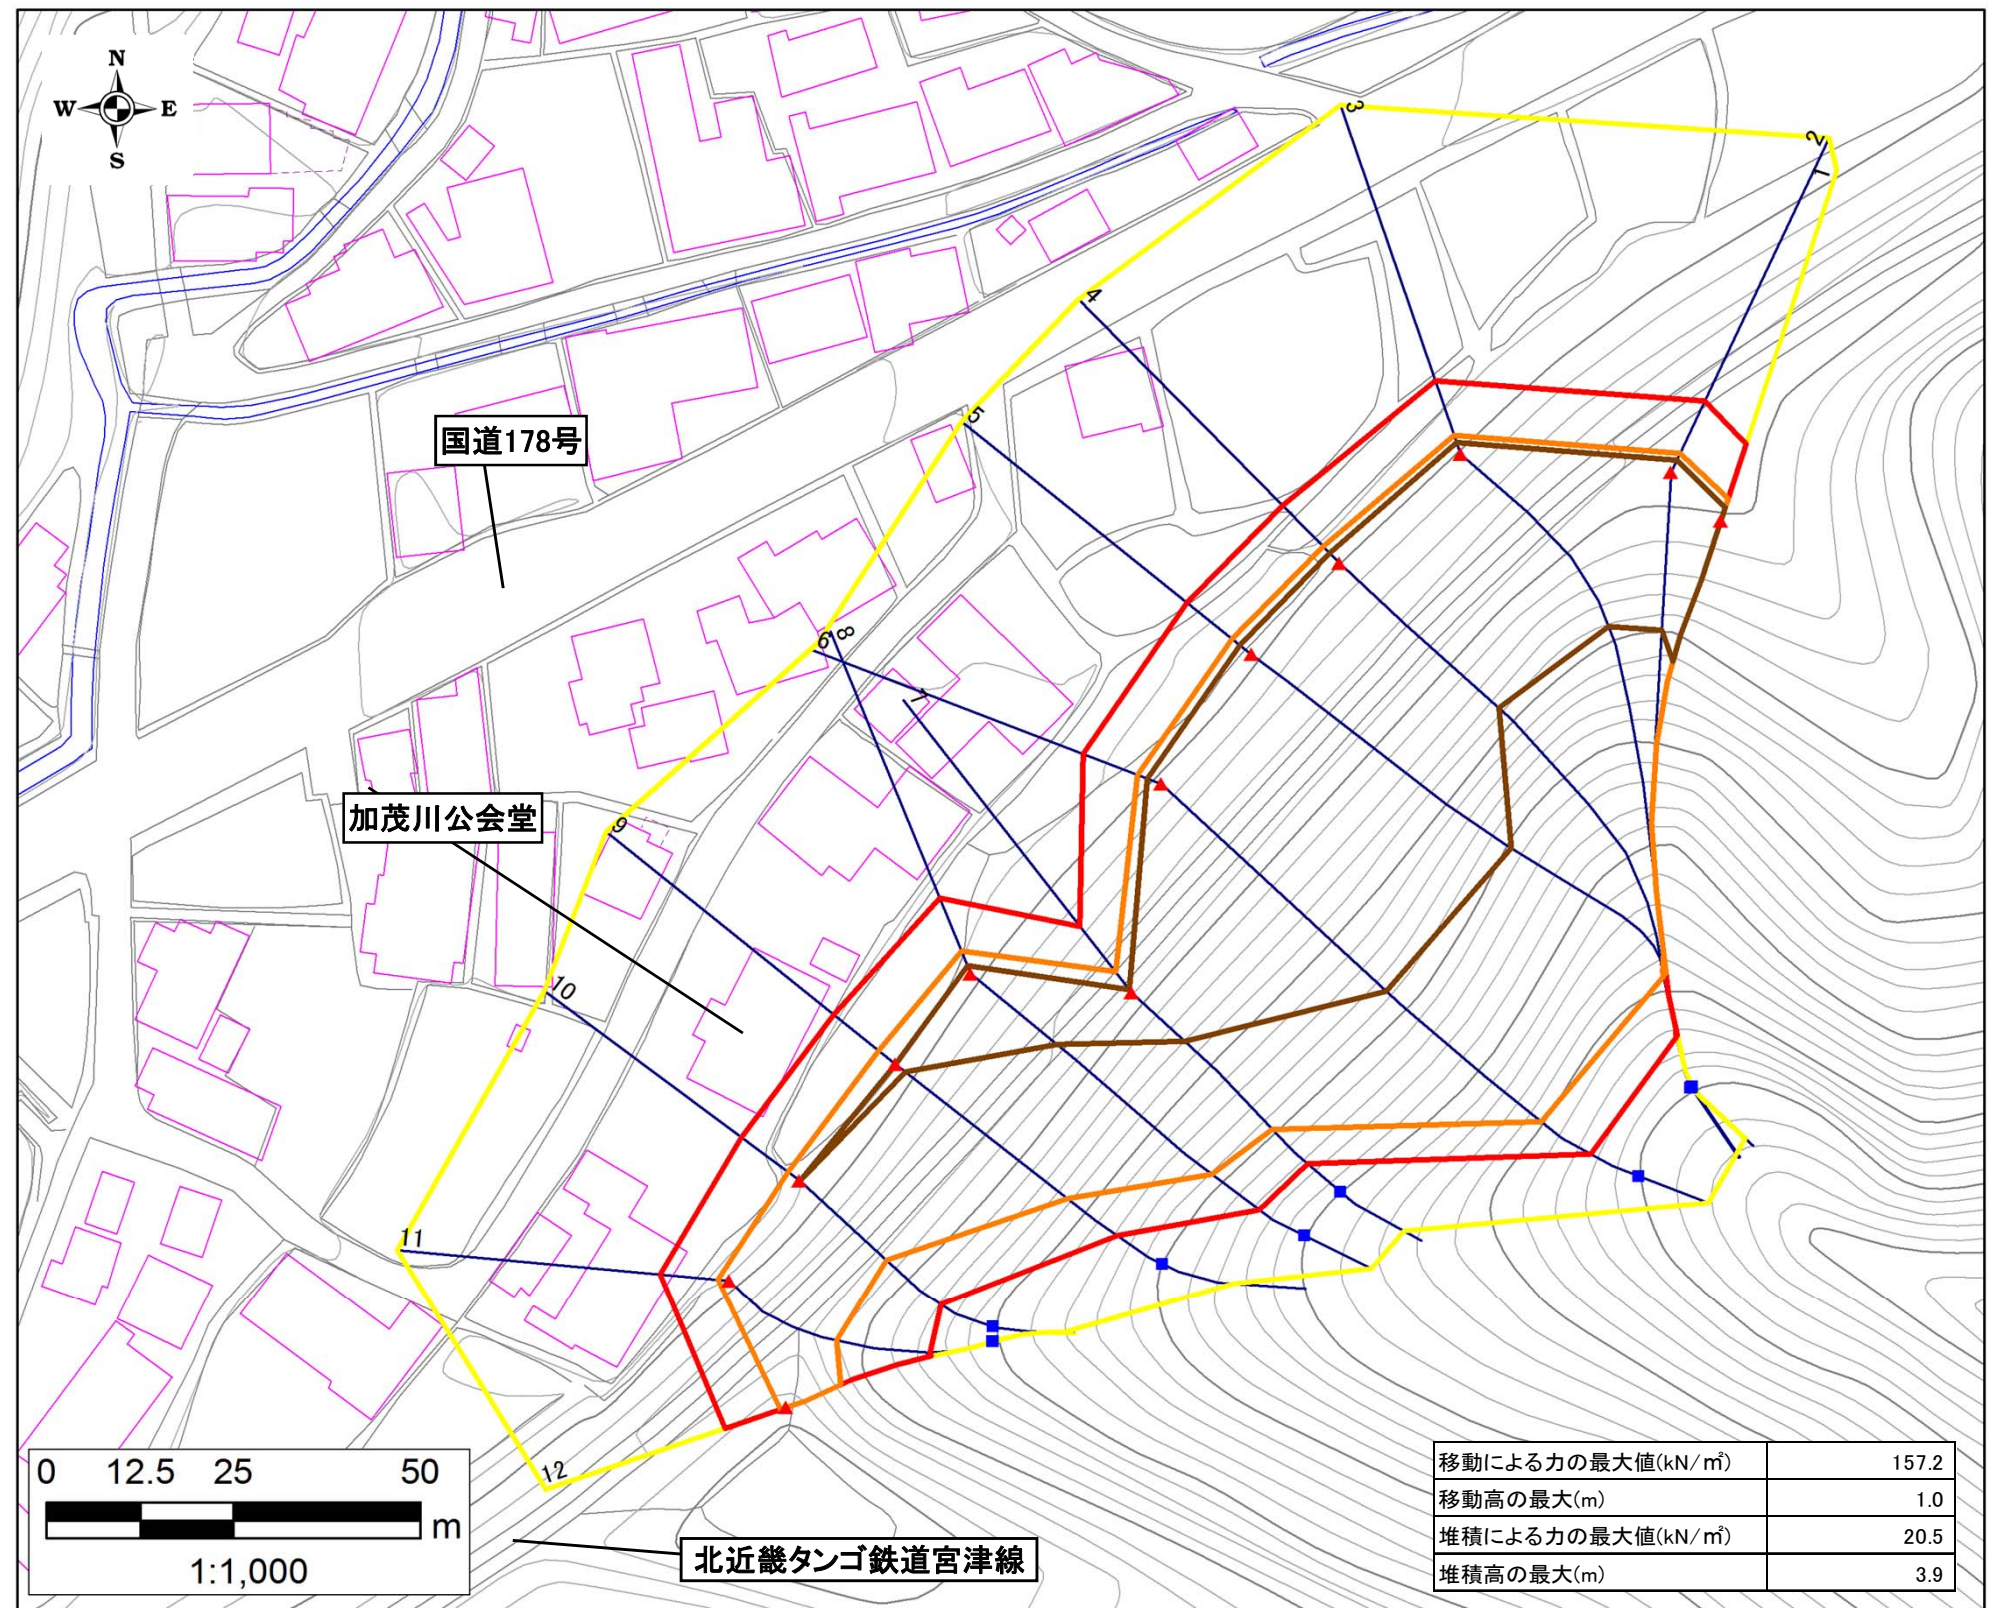 N
W E
S
3
2
1
4
5
国道178号
6 8
7
加茂川公会堂
9
10
11
12
0 12.5 25 50
m
1:1,000
北近畿タンゴ鉄道宮津線
移動による力の最大値(kN/㎡) 157.2
移動高の最大(m) 1.0
堆積による力の最大値(kN/㎡) 20.5
堆積高の最大(m) 3.9